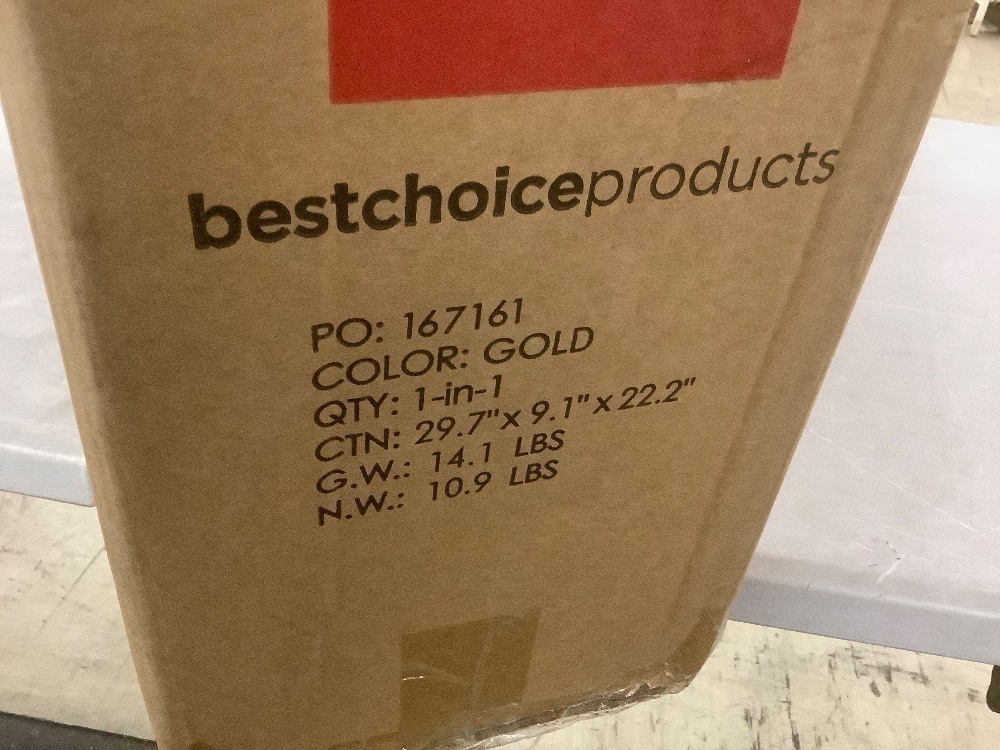 bestchoiceproducts
PO: 167161
COLOR: GOLD
QTY: 1-in-1
CTN: 29.7"x 9.1"x 22.2"
G.W.: 14.1 LBS
N.W.: 10.9 LBS